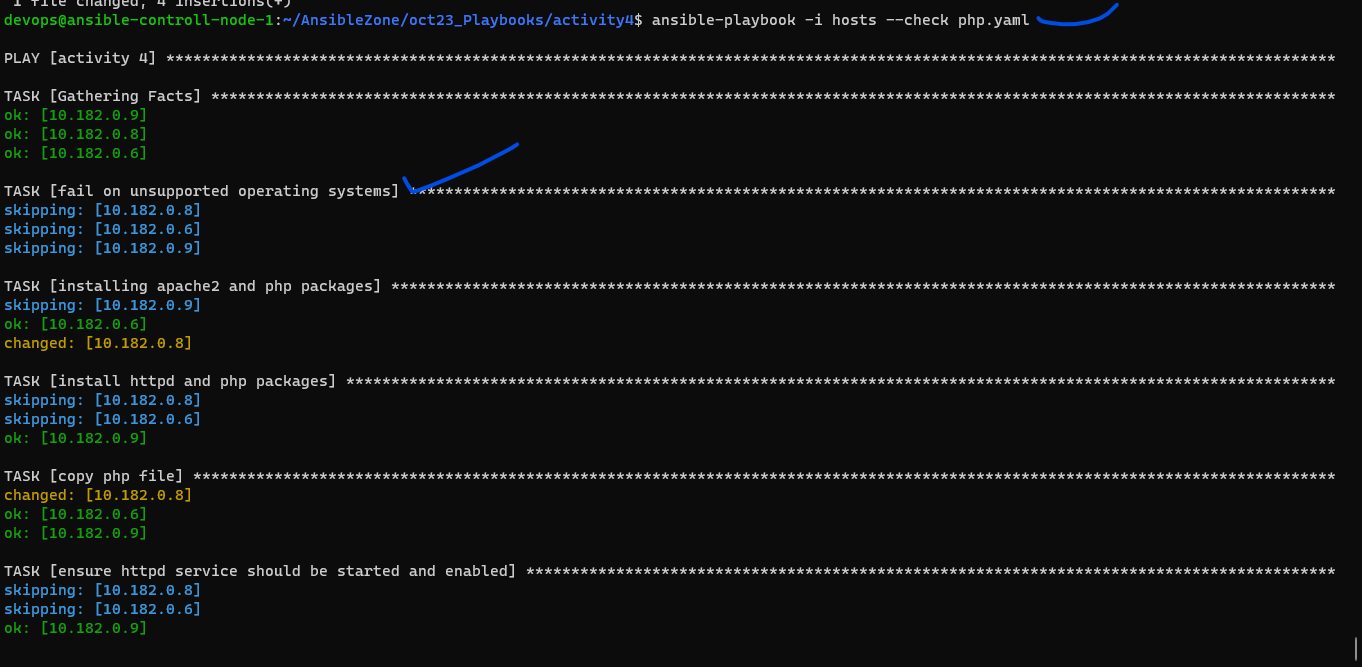 1 file changed, 4 insertions(+)
devops@ansible-controll-node-1:~/AnsibleZone/oct23_Playbooks/activity4$ ansible-playbook -i hosts --check php.yaml
PLAY [activity 4] **********************************************************************************************************************************
TASK [Gathering Facts] *****************************************************************************************************************************
ok: [10.182.0.9]
ok: [10.182.0.8]
ok: [10.182.0.6]
TASK [fail on unsupported operating systems] *******************************************************************************************************
skipping: [10.182.0.8]
skipping: [10.182.0.6]
skipping: [10.182.0.9]
TASK [installing apache2 and php packages] *********************************************************************************************************
skipping: [10.182.0.9]
ok: [10.182.0.6]
changed: [10.182.0.8]
TASK [install httpd and php packages] **************************************************************************************************************
skipping: [10.182.0.8]
skipping: [10.182.0.6]
ok: [10.182.0.9]
TASK [copy php file] *******************************************************************************************************************************
changed: [10.182.0.8]
ok: [10.182.0.6]
ok: [10.182.0.9]
TASK [ensure httpd service should be started and enabled] ******************************************************************************************
skipping: [10.182.0.8]
skipping: [10.182.0.6]
ok: [10.182.0.9]